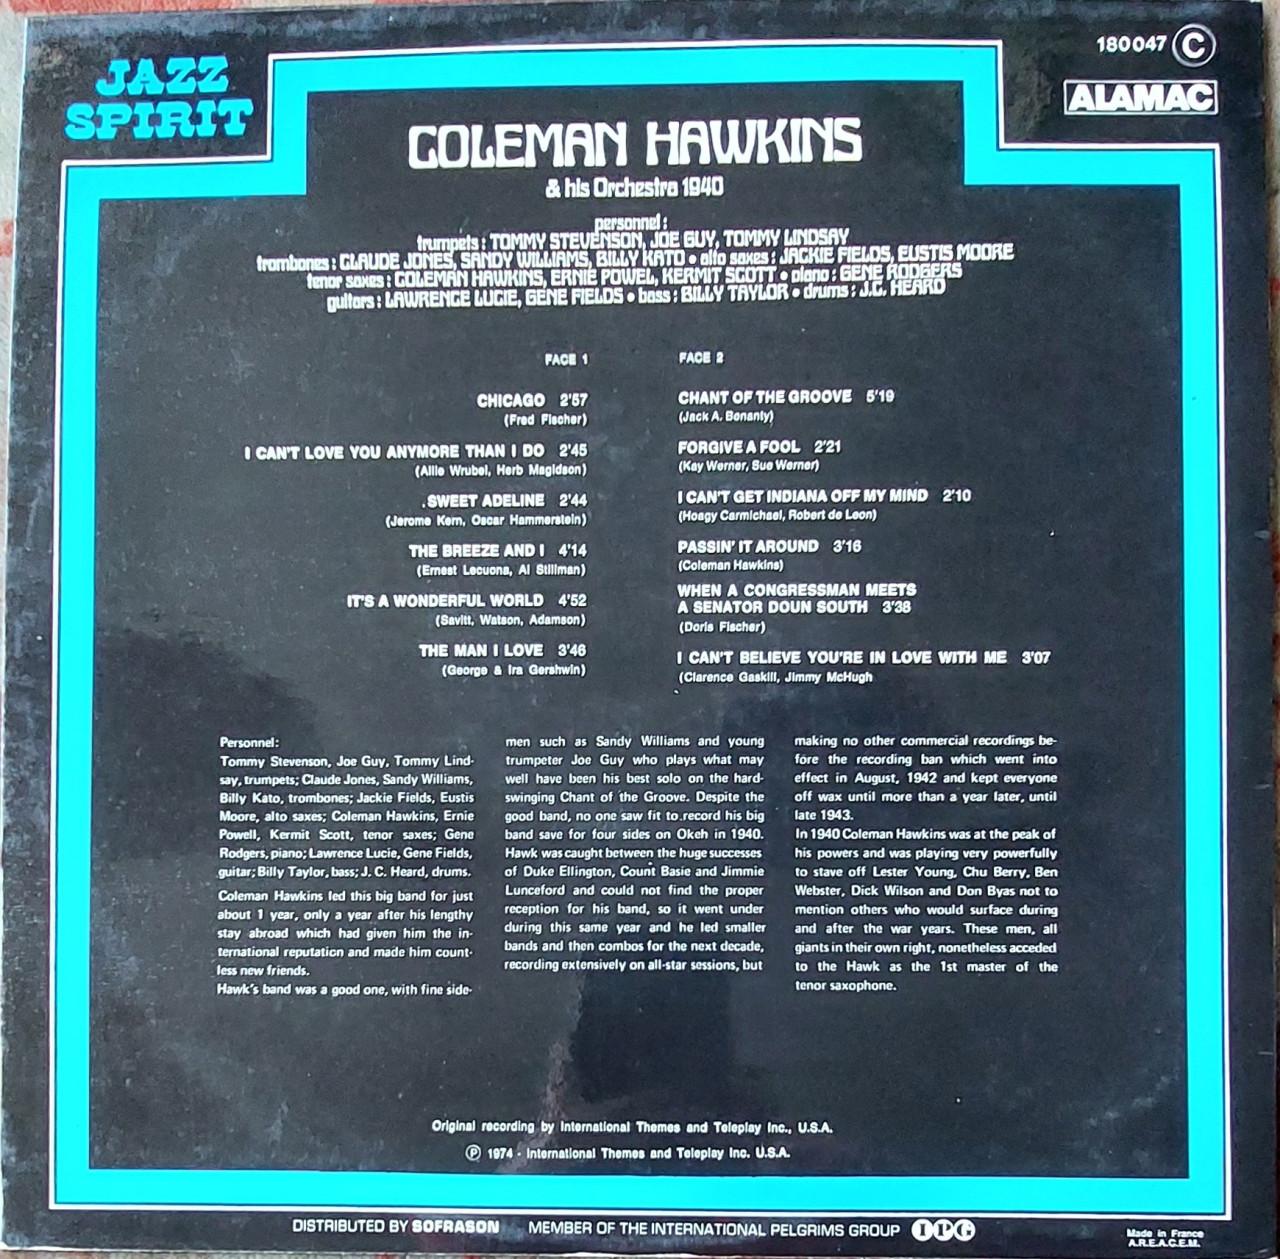 JAZZ
SPIRIT
180047 C
ALAMAC
COLEMAN HAWKINS
& his Orchestra 1940
personnel:
trumpets: TOMMY STEVENSON, JOE GUY, TOMMY LINDSAY
trombones: CLAUDE JONES, SANDY WILLIAMS, BILLY KATO • alto saxes: JACKIE FIELDS, EUSTIS MOORE
tenor saxes: COLEMAN HAWKINS, ERNIE POWEL, KERMIT SCOTT • piano: GENE RODGERS
guitars: LAWRENCE LUCIE, GENE FIELDS • bass: BILLY TAYLOR • drums: J.C. HEARD
FACE 1
CHICAGO 2'57
(Fred Fischer)
I CAN'T LOVE YOU ANYMORE THAN I DO 2'45
(Allie Wrubel, Herb Magidson)
.SWEET ADELINE 2'44
(Jerome Kern, Oscar Hammerstein)
THE BREEZE AND I 4'14
(Ernest Lecuona, Al Stillman)
IT'S A WONDERFUL WORLD 4'52
(Savitt, Watson, Adamson)
THE MAN I LOVE 3'46
(George & Ira Gershwin)
FACE 2
CHANT OF THE GROOVE 5'19
(Jack A. Bonanly)
FORGIVE A FOOL 2'21
(Kay Werner, Sue Werner)
I CAN'T GET INDIANA OFF MY MIND 2'10
(Hoagy Carmichael, Robert de Leon)
PASSIN' IT AROUND 3'16
(Coleman Hawkins)
WHEN A CONGRESSMAN MEETS
A SENATOR DOUN SOUTH 3'38
(Doris Fischer)
I CAN'T BELIEVE YOU'RE IN LOVE WITH ME 3'07
(Clarence Gaskill, Jimmy McHugh
Personnel:
Tommy Stevenson, Joe Guy, Tommy Lind-
say, trumpets; Claude Jones, Sandy Williams,
Billy Kato, trombones; Jackie Fields, Eustis
Moore, alto saxes; Coleman Hawkins, Ernie
Powell, Kermit Scott, tenor saxes; Gene
Rodgers, piano; Lawrence Lucie, Gene Fields,
guitar; Billy Taylor, bass; J. C. Heard, drums.
Coleman Hawkins led this big band for just
about 1 year, only a year after his lengthy
stay abroad which had given him the in-
ternational reputation and made him count-
less new friends.
Hawk's band was a good one, with fine side-
men such as Sandy Williams and young
trumpeter Joe Guy who plays what may
well have been his best solo on the hard-
swinging Chant of the Groove. Despite the
good band, no one saw fit to record his big
band save for four sides on Okeh in 1940.
Hawk was caught between the huge successes
of Duke Ellington, Count Basie and Jimmie
Lunceford and could not find the proper
reception for his band, so it went under
during this same year and he led smaller
bands and then combos for the next decade,
recording extensively on all-star sessions, but
making no other commercial recordings be-
fore the recording ban which went into
effect in August, 1942 and kept everyone
off wax until more than a year later, until
late 1943.
In 1940 Coleman Hawkins was at the peak of
his powers and was playing very powerfully
to stave off Lester Young, Chu Berry, Ben
Webster, Dick Wilson and Don Byas not to
mention others who would surface during
and after the war years. These men, all
giants in their own right, nonetheless acceded
to the Hawk as the 1st master of the
tenor saxophone.
Original recording by International Themes and Teleplay Inc., U.S.A.
Ⓟ 1974 - International Themes and Teleplay Inc. U.S.A.
DISTRIBUTED BY SOFRASON MEMBER OF THE INTERNATIONAL PELGRIMS GROUP IPG
Made in France
A.R.E.A.C.E.M.